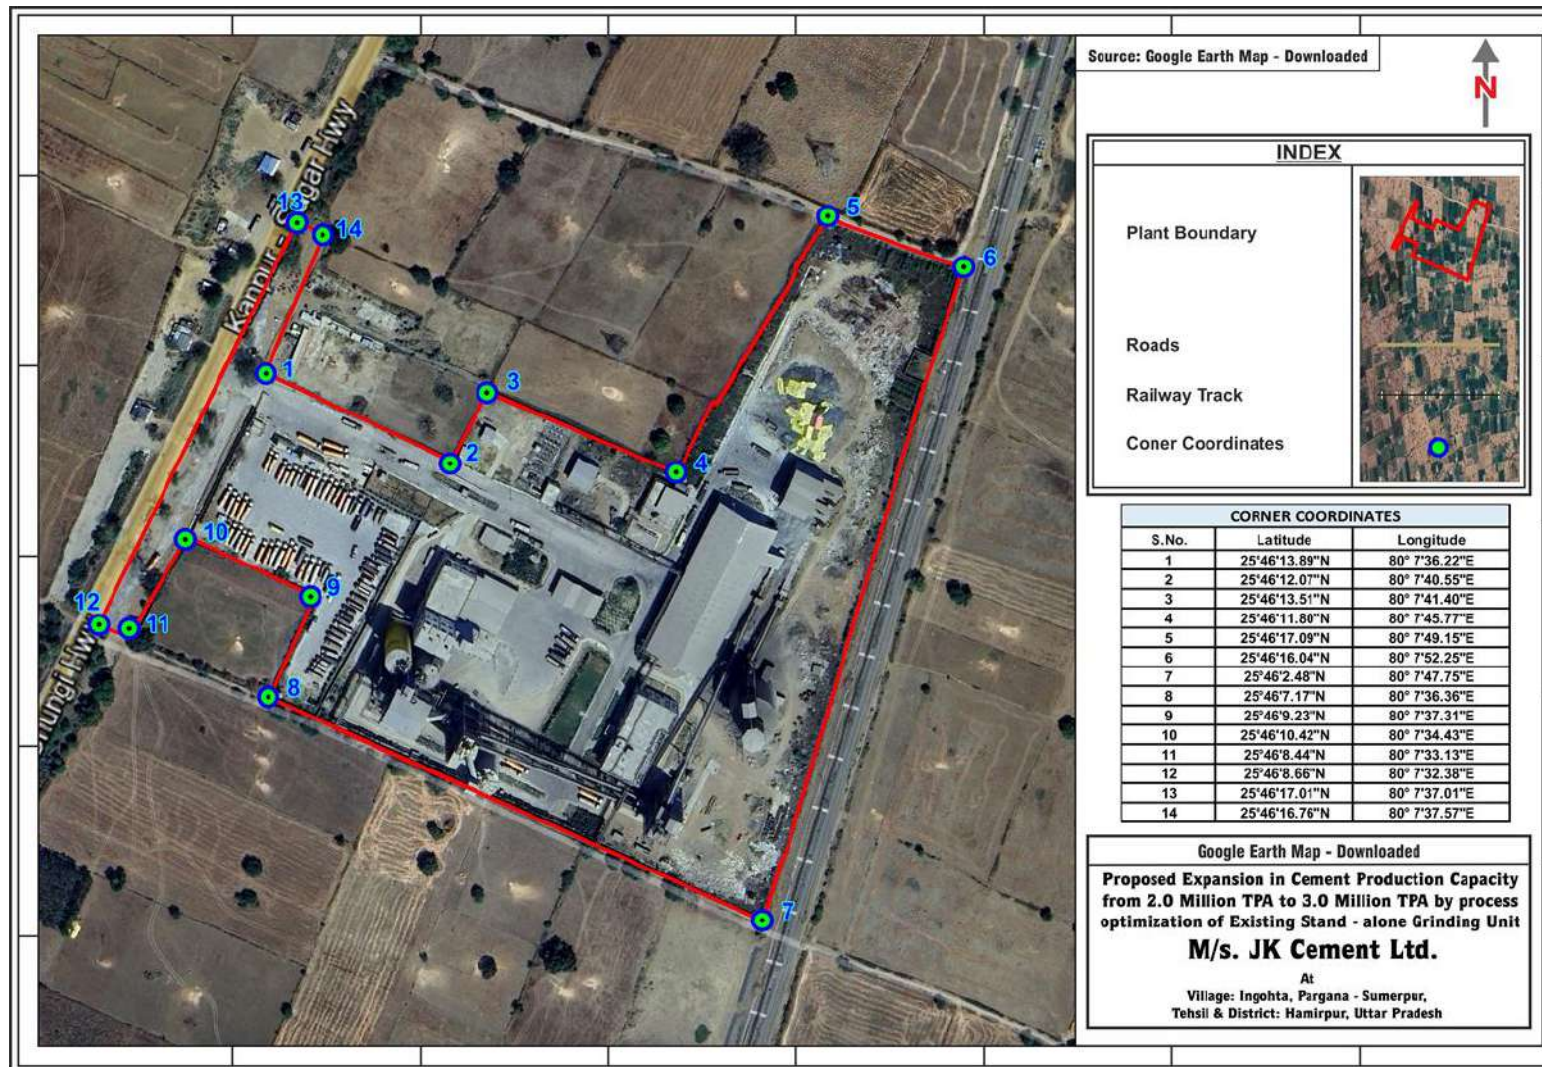 Source: Google Earth Map - Downloaded
N
INDEX
Plant Boundary
Roads
Railway Track
Coner Coordinates
CORNER COORDINATES
S.No. Latitude Longitude
1 25°46'13.89"N 80° 7'36.22"E
2 25°46'12.07"N 80° 7'40.55"E
3 25°46'13.51"N 80° 7'41.40"E
4 25°46'11.80"N 80° 7'45.77"E
5 25°46'17.09"N 80° 7'49.15"E
6 25°46'16.04"N 80° 7'52.25"E
7 25°46'2.48"N 80° 7'47.75"E
8 25°46'7.17"N 80° 7'36.36"E
9 25°46'9.23"N 80° 7'37.31"E
10 25°46'10.42"N 80° 7'34.43"E
11 25°46'8.44"N 80° 7'33.13"E
12 25°46'8.66"N 80° 7'32.38"E
13 25°46'17.01"N 80° 7'37.01"E
14 25°46'16.76"N 80° 7'37.57"E
Google Earth Map - Downloaded
Proposed Expansion in Cement Production Capacity
from 2.0 Million TPA to 3.0 Million TPA by process
optimization of Existing Stand - alone Grinding Unit
M/s. JK Cement Ltd.
At
Village: Ingohta, Pargana - Sumerpur,
Tehsil & District: Hamirpur, Uttar Pradesh
Kanpur - Hwy
Hwy
13
14
5
6
1
3
2
4
10
9
12
11
8
7